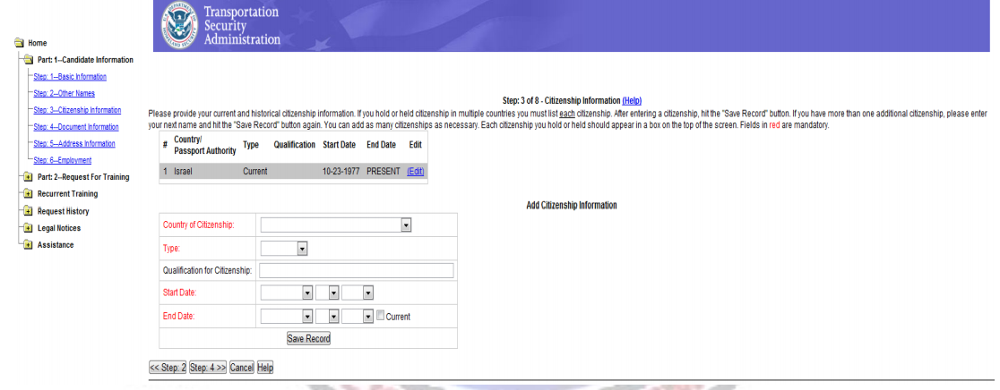 Transportation
Security
Administration
Home
Part: 1--Candidate Information
Step: 1--Basic Information
Step: 2--Other Names
Step: 3--Citizenship Information
Step: 4--Document Information
Step: 5--Address Information
Step: 6--Employment
Part: 2--Request For Training
Recurrent Training
Request History
Legal Notices
Assistance
Step: 3 of 8 - Citizenship Information (Help)
Please provide your current and historical citizenship information. If you hold or held citizenship in multiple countries you must list each citizenship. After entering a citizenship, hit the "Save Record" button. If you have more than one additional citizenship, please enter
your next name and hit the "Save Record" button again. You can add as many citizenships as necessary. Each citizenship you hold or held should appear in a box on the top of the screen. Fields in red are mandatory.
# Country/ Passport Authority Type Qualification Start Date End Date Edit
1 Israel Current 10-23-1977 PRESENT (Edit)
Add Citizenship Information
Country of Citizenship:
Type:
Qualification for Citizenship:
Start Date:
End Date: Current
Save Record
<< Step: 2 Step: 4 >> Cancel Help